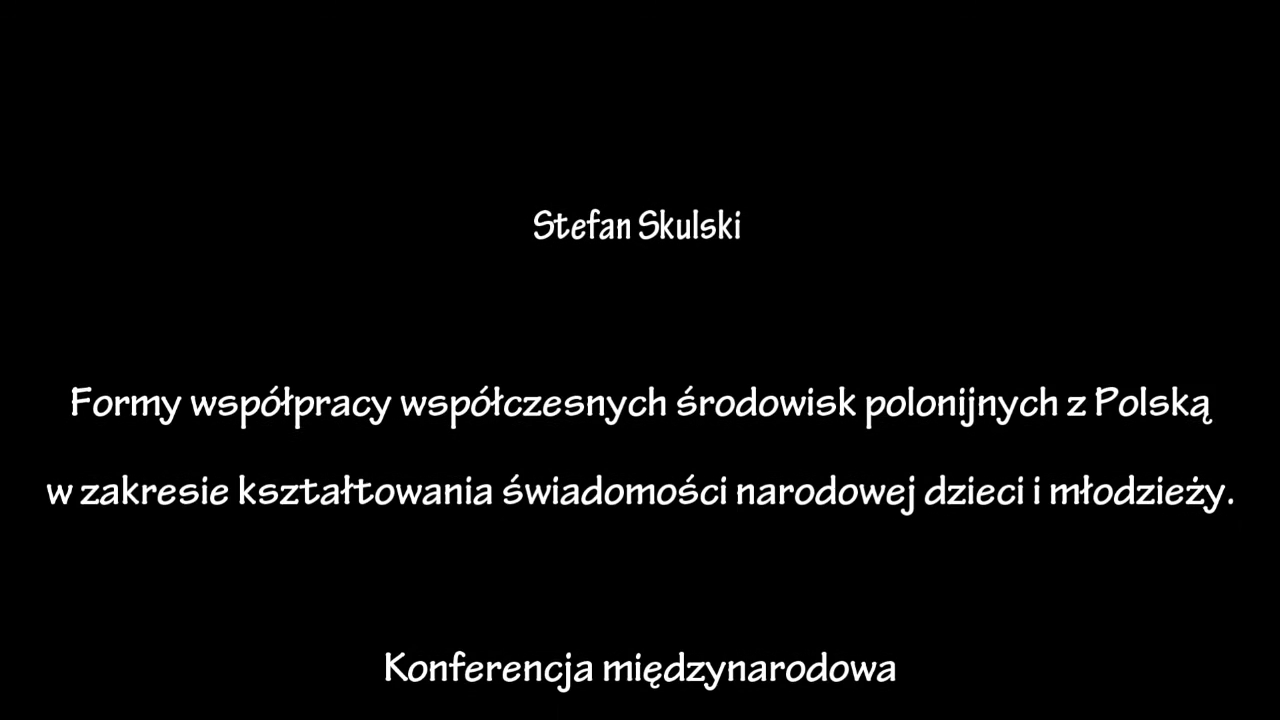 Stefan Skulski
Formy współpracy współczesnych środowisk polonijnych z Polską
w zakresie kształtowania świadomości narodowej dzieci i młodzieży.
Konferencja międzynarodowa